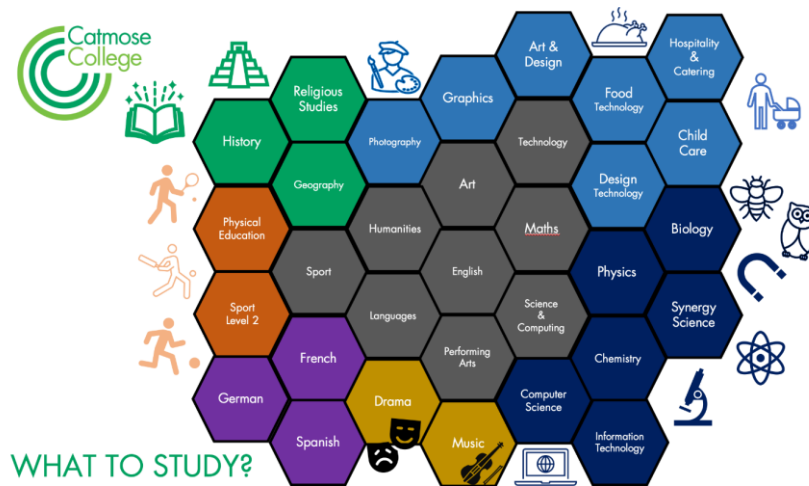 Catmose
College
Art &
Design
Hospitality
&
Catering
Religious
Studies
Graphics
Food
Technology
History
Photography
Technology
Child
Care
Geography
Art
Design
Technology
Physical
Education
Humanities
Maths
Biology
Sport
English
Physics
Sport
Level 2
Languages
Science
&
Computing
Synergy
Science
French
Performing
Arts
Chemistry
German
Drama
Computer
Science
Spanish
Music
Information
Technology
WHAT TO STUDY?